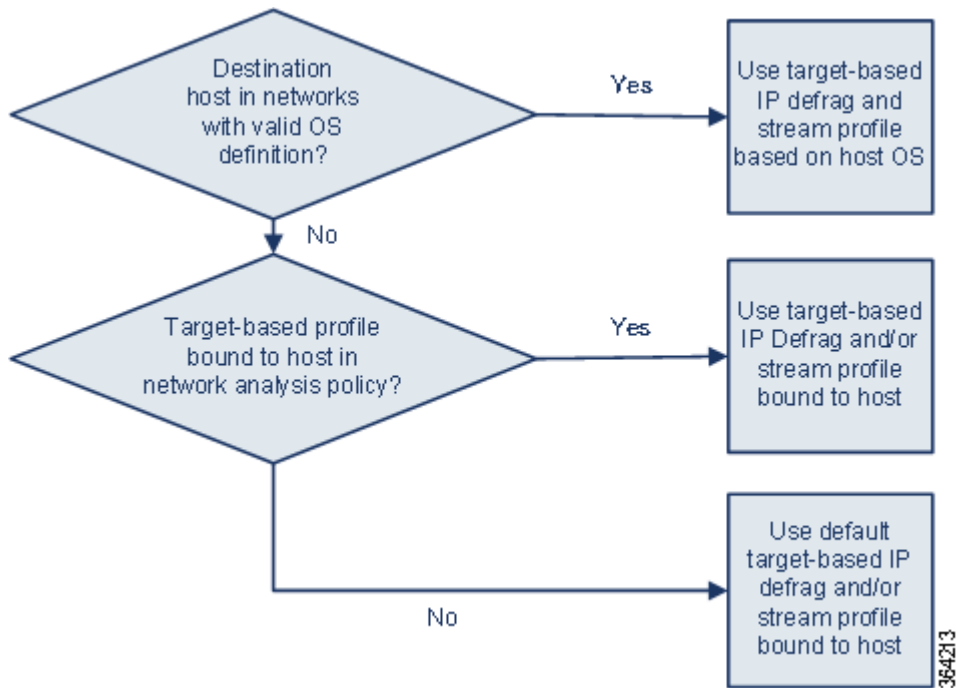 Destination
host in networks
with valid OS
definition?
Yes
Use target-based
IP defrag and
stream profile
based on host OS
No
Target-based profile
bound to host in
network analysis policy?
Yes
Use target-based
IP Defrag and/or
stream profile
bound to host
No
Use default
target-based IP
defrag and/or
stream profile
bound to host
364213